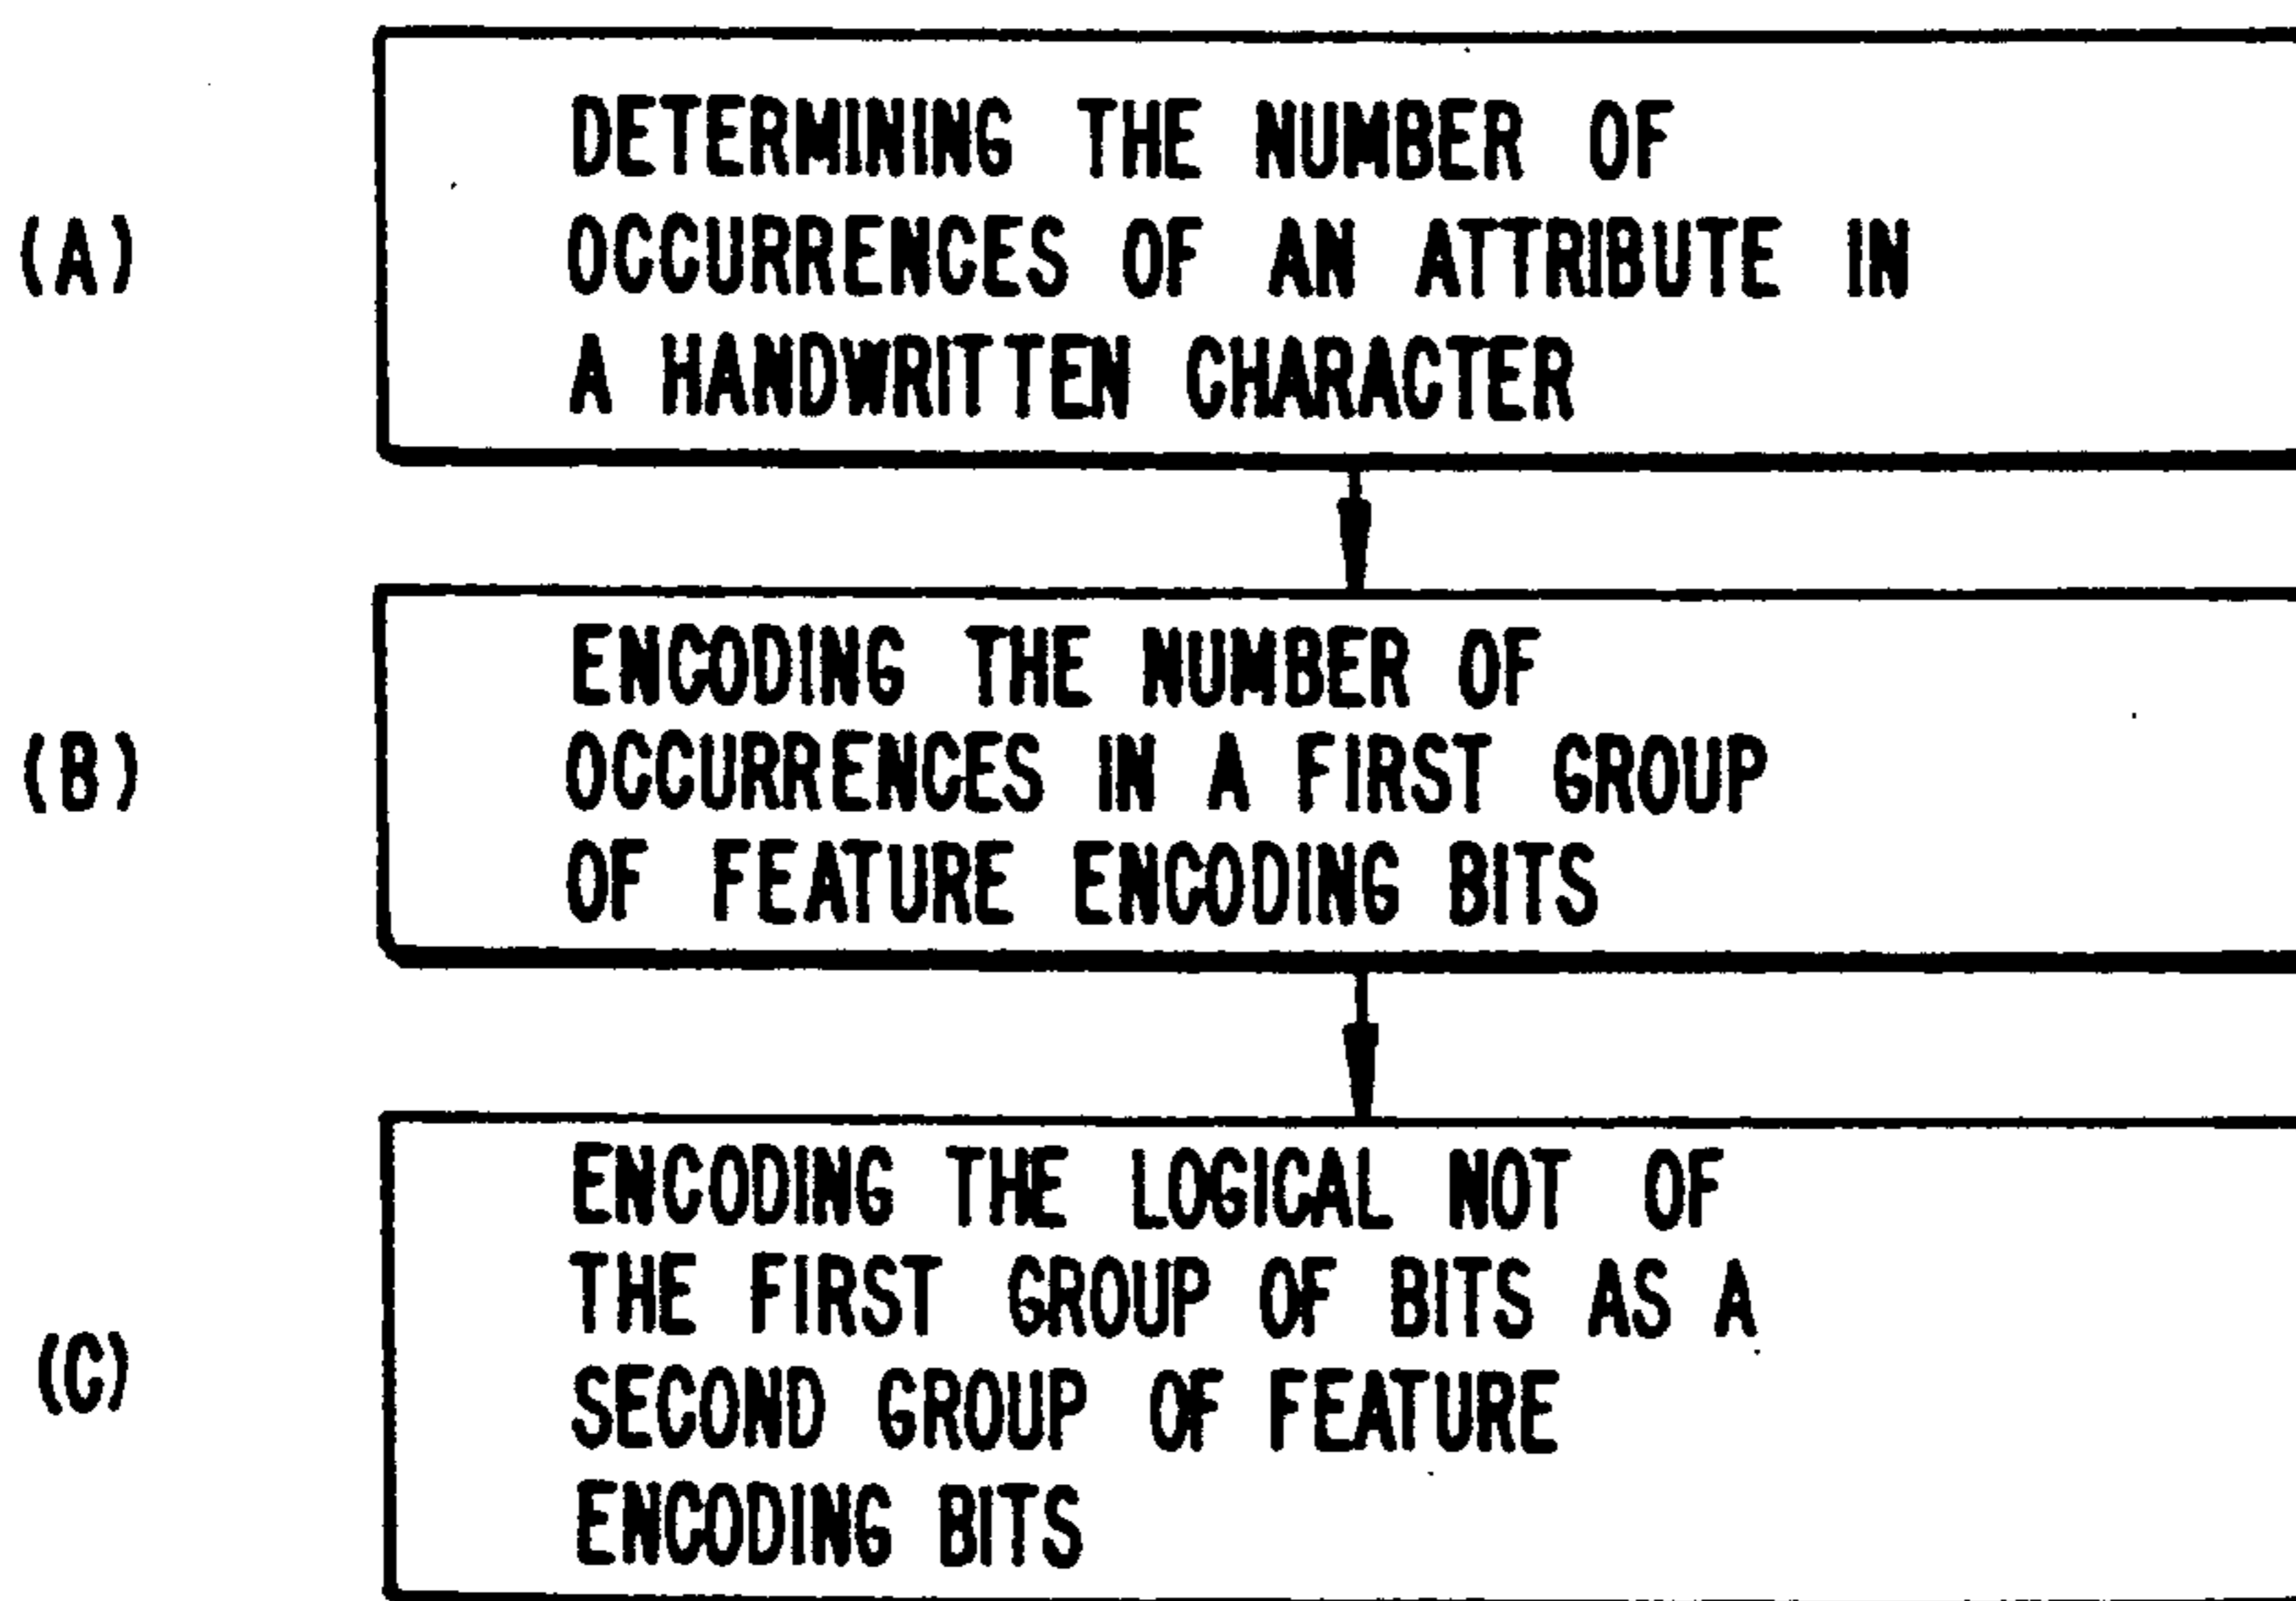 (A)
DETERMINING THE NUMBER OF
OCCURRENCES OF AN ATTRIBUTE IN
A HANDWRITTEN CHARACTER
(B)
ENCODING THE NUMBER OF
OCCURRENCES IN A FIRST GROUP
OF FEATURE ENCODING BITS
(C)
ENCODING THE LOGICAL NOT OF
THE FIRST GROUP OF BITS AS A
SECOND GROUP OF FEATURE
ENCODING BITS